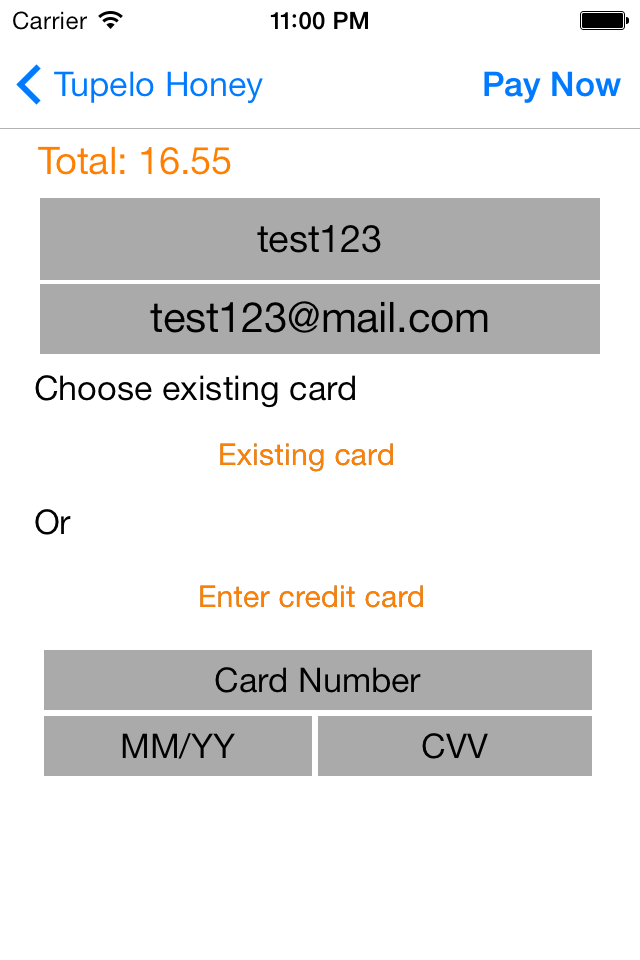 Carrier 11:00 PM
Tupelo Honey Pay Now
Total: 16.55
test123
test123@mail.com
Choose existing card
Existing card
Or
Enter credit card
Card Number
MM/YY CVV